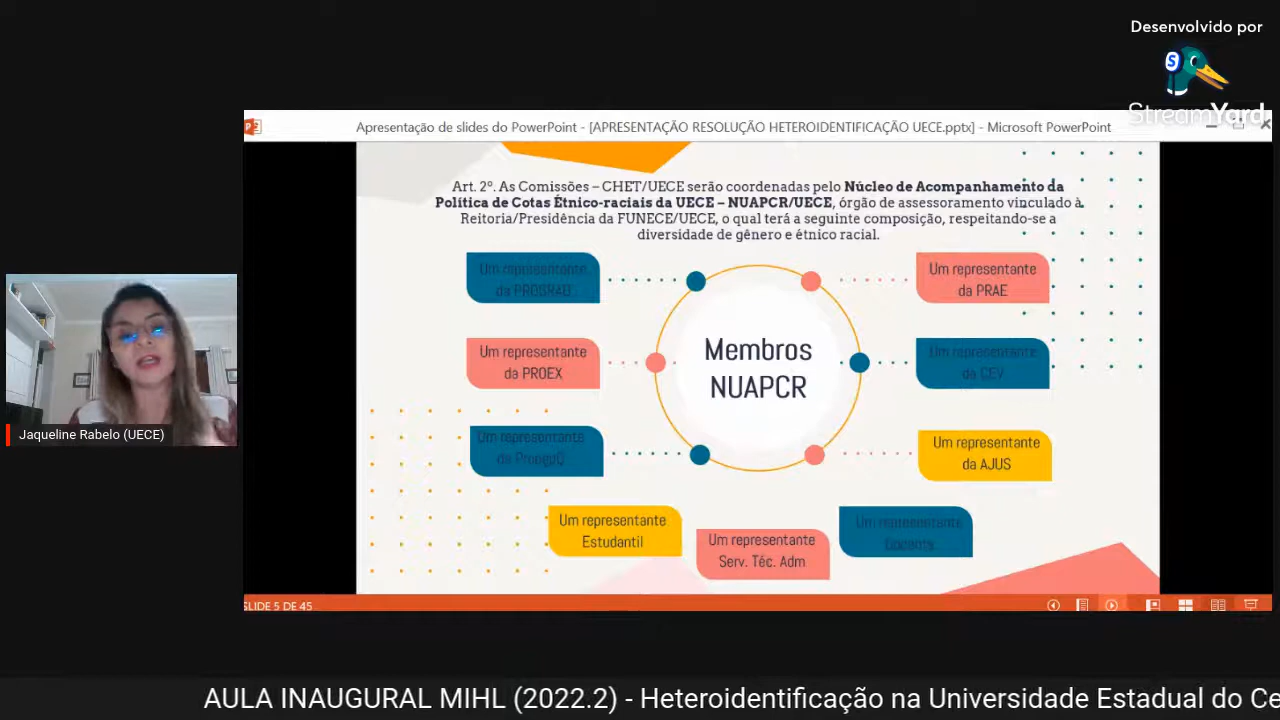 Desenvolvido por
S
StreamYard
Apresentação de slides do PowerPoint - [APRESENTAÇÃO RESOLUÇÃO HETEROIDENTIFICAÇÃO UECE.pptx] - Microsoft PowerPoint
Art. 2º. As Comissões – CHET/UECE serão coordenadas pelo Núcleo de Acompanhamento da
Política de Cotas Étnico-raciais da UECE – NUAPCR/UECE, órgão de assessoramento vinculado à
Reitoria/Presidência da FUNECE/UECE, o qual terá a seguinte composição, respeitando-se a
diversidade de gênero e étnico racial.
Um representante
da PROGRAD
Um representante
da PRAE
Um representante
da PROEX
Membros
NUAPCR
Um representante
da CEV
Um representante
da PropgPQ
Um representante
da AJUS
Um representante
Estudantil
Um representante
Serv. Téc. Adm
Um representante
Docente
Jaqueline Rabelo (UECE)
SLIDE 5 DE 45
AULA INAUGURAL MIHL (2022.2) - Heteroidentificação na Universidade Estadual do Ce